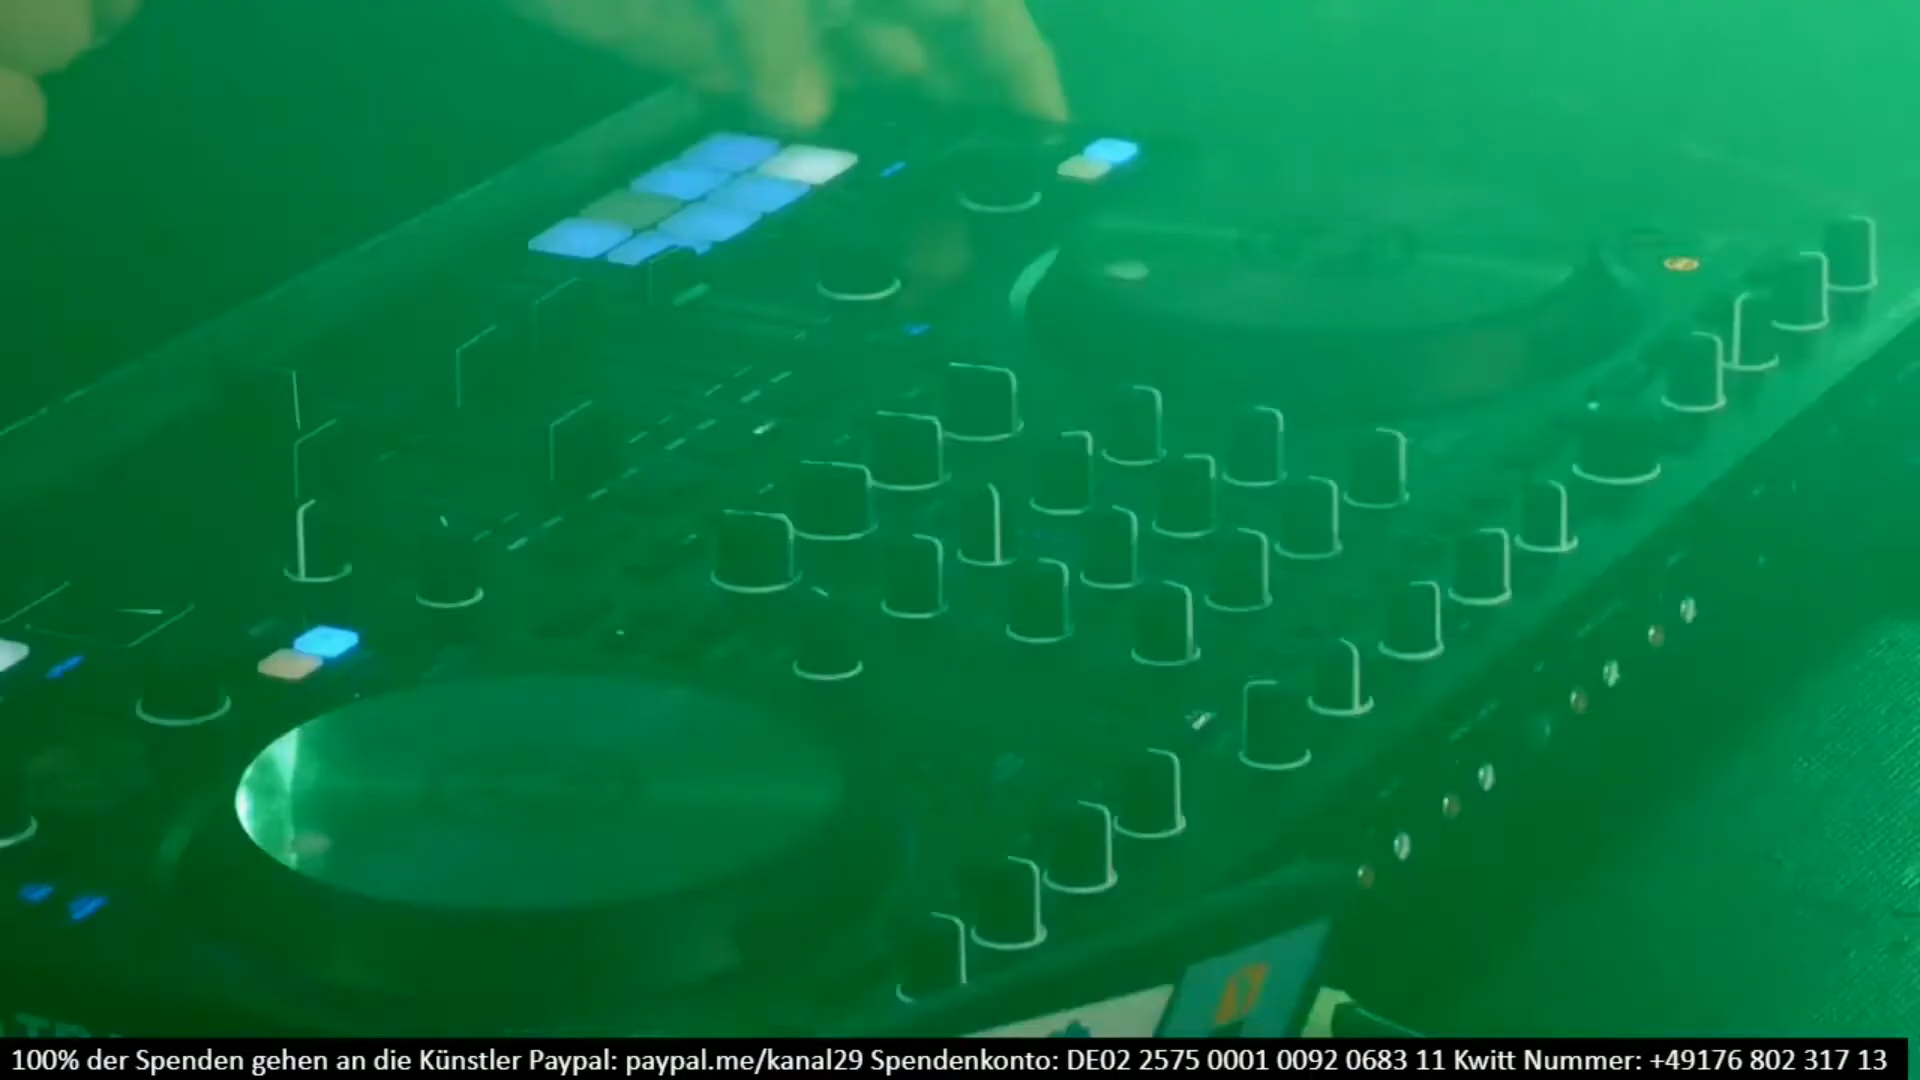 100% der Spenden gehen an die Künstler Paypal: paypal.me/kanal29 Spendenkonto: DE02 2575 0001 0092 0683 11 Kwitt Nummer: +49176 802 317 13